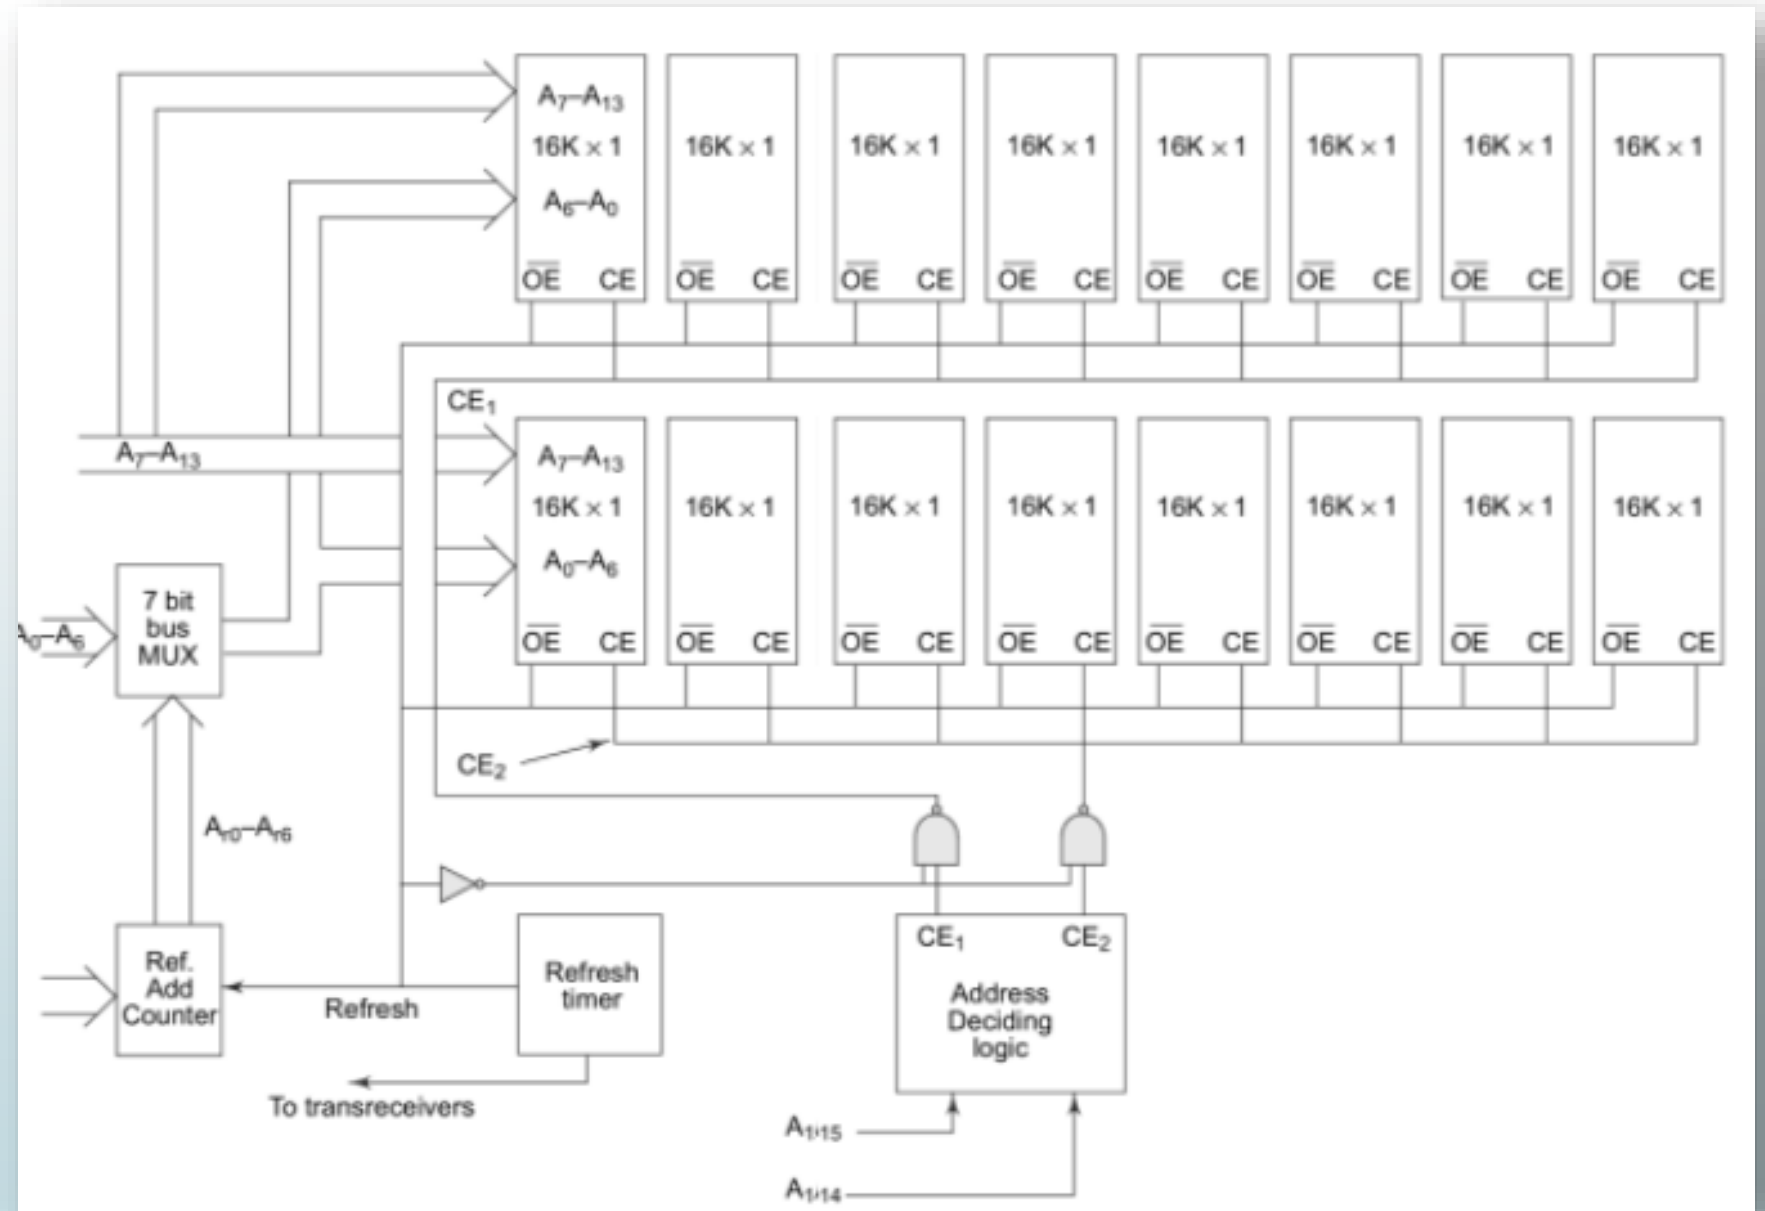 A7–A13
16K × 1
A6–A0
OE CE
16K × 1
OE CE
16K × 1
OE CE
16K × 1
OE CE
16K × 1
OE CE
16K × 1
OE CE
16K × 1
OE CE
16K × 1
OE CE
CE1
A7–A13
A7–A13
16K × 1
A0–A6
OE CE
16K × 1
OE CE
16K × 1
OE CE
16K × 1
OE CE
16K × 1
OE CE
16K × 1
OE CE
16K × 1
OE CE
16K × 1
OE CE
A0–A6
7 bit
bus
MUX
CE2
Ar0–Ar6
Ref.
Add
Counter
Refresh
Refresh
timer
To transreceivers
CE1 CE2
Address
Deciding
logic